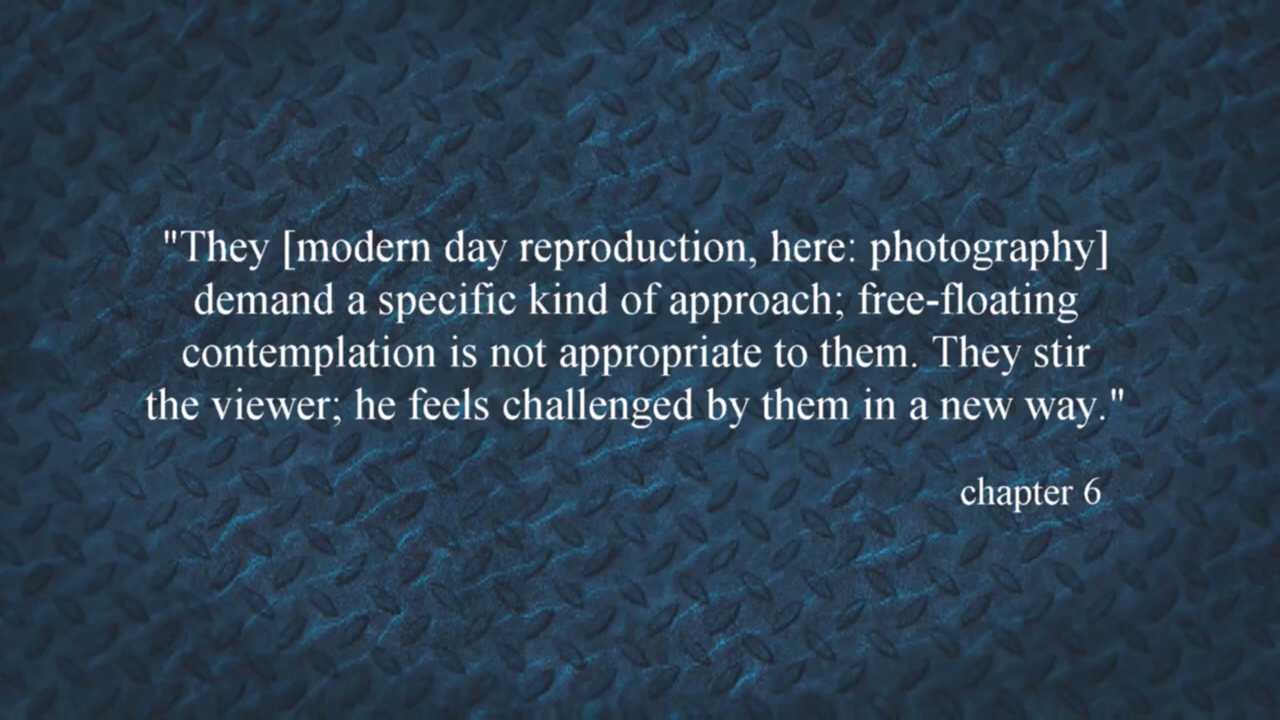 "They [modern day reproduction, here: photography]
demand a specific kind of approach; free-floating
contemplation is not appropriate to them. They stir
the viewer; he feels challenged by them in a new way."
chapter 6